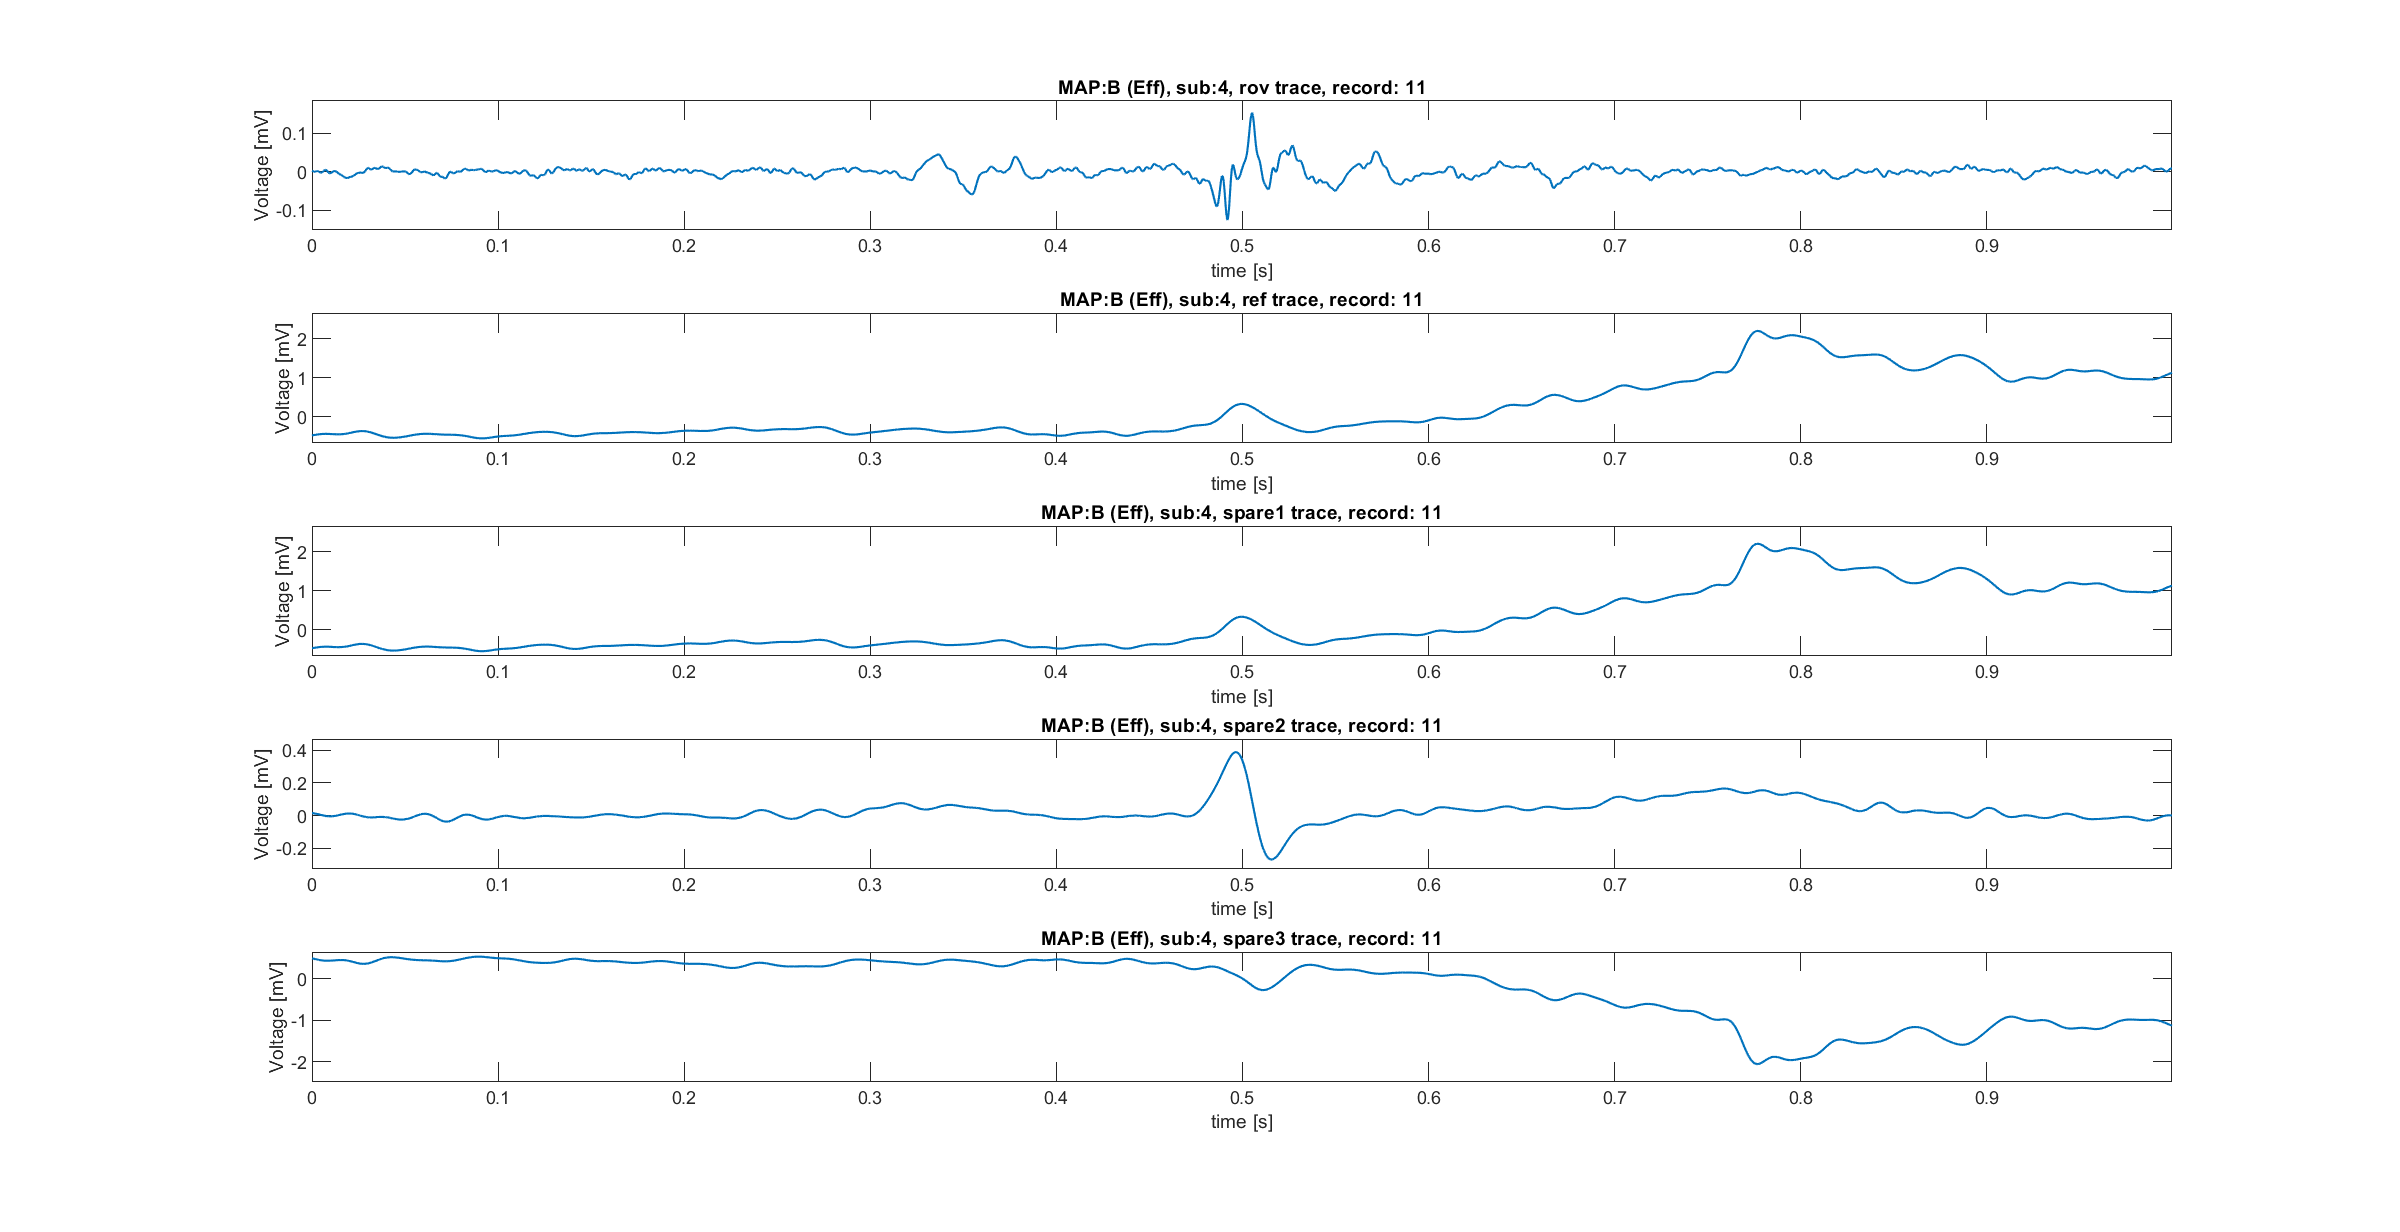 MAP:B (Eff), sub:4, rov trace, record: 11
Voltage [mV]
0.1
0
-0.1
0 0.1 0.2 0.3 0.4 0.5 0.6 0.7 0.8 0.9
time [s]
MAP:B (Eff), sub:4, ref trace, record: 11
Voltage [mV]
2
1
0
0 0.1 0.2 0.3 0.4 0.5 0.6 0.7 0.8 0.9
time [s]
MAP:B (Eff), sub:4, spare1 trace, record: 11
Voltage [mV]
2
1
0
0 0.1 0.2 0.3 0.4 0.5 0.6 0.7 0.8 0.9
time [s]
MAP:B (Eff), sub:4, spare2 trace, record: 11
Voltage [mV]
0.4
0.2
0
-0.2
0 0.1 0.2 0.3 0.4 0.5 0.6 0.7 0.8 0.9
time [s]
MAP:B (Eff), sub:4, spare3 trace, record: 11
Voltage [mV]
0
-1
-2
0 0.1 0.2 0.3 0.4 0.5 0.6 0.7 0.8 0.9
time [s]